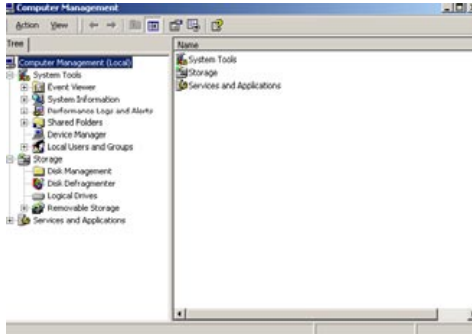 Computer Management
Action View
Tree
Name
Computer Management (Local)
System Tools
Event Viewer
System Information
Performance Logs and Alerts
Shared Folders
Device Manager
Local Users and Groups
Storage
Disk Management
Disk Defragmenter
Logical Drives
Removable Storage
Services and Applications
System Tools
Storage
Services and Applications